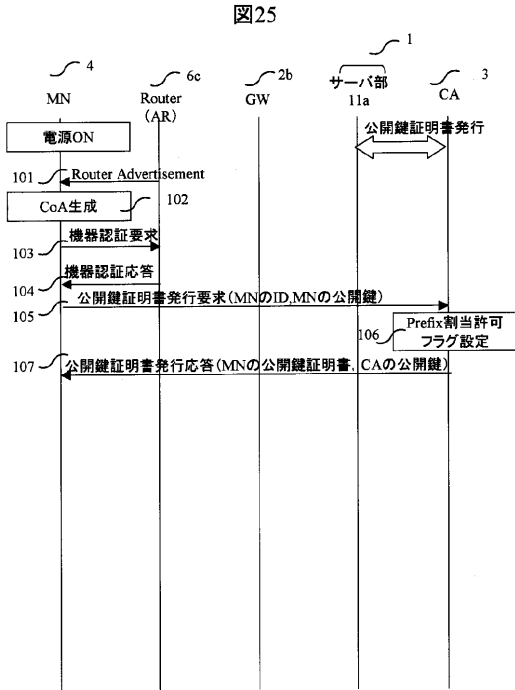 図25
4
6c
2b
1
3
MN
Router
(AR)
GW
サーバ部
11a
CA
電源ON
公開鍵証明書発行
101
Router Advertisement
CoA生成
102
機器認証要求
103
機器認証応答
104
公開鍵証明書発行要求(MNのID,MNの公開鍵)
105
Prefix割当許可
フラグ設定
106
107
公開鍵証明書発行応答(MNの公開鍵証明書, CAの公開鍵)